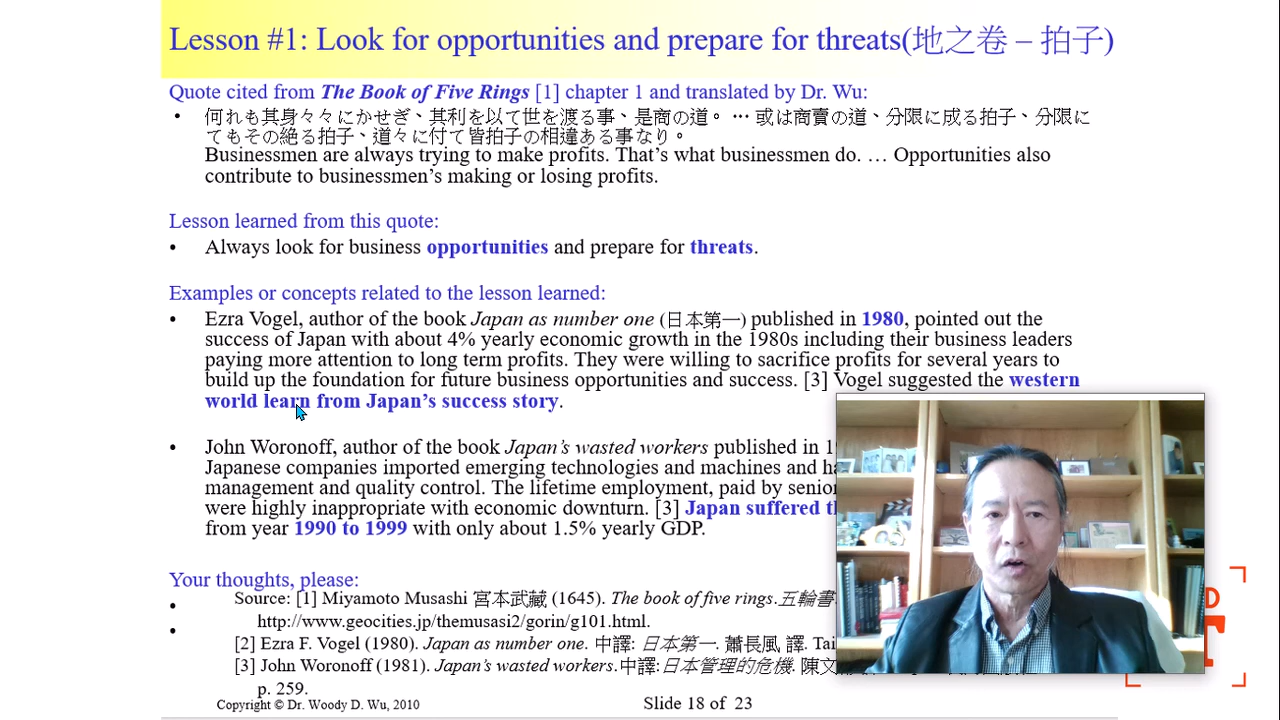 Lesson #1: Look for opportunities and prepare for threats(地之卷 – 拍子)
Quote cited from The Book of Five Rings [1] chapter 1 and translated by Dr. Wu:
• 何れも其身々々にかせぎ、其利を以て世を渡る事、是商の道。 … 或は商賣の道、分限に成る拍子、分限に
てもその絶る拍子、道々に付て皆拍子の相違ある事なり。
Businessmen are always trying to make profits. That’s what businessmen do. … Opportunities also
contribute to businessmen’s making or losing profits.
Lesson learned from this quote:
• Always look for business opportunities and prepare for threats.
Examples or concepts related to the lesson learned:
• Ezra Vogel, author of the book Japan as number one (日本第一) published in 1980, pointed out the
success of Japan with about 4% yearly economic growth in the 1980s including their business leaders
paying more attention to long term profits. They were willing to sacrifice profits for several years to
build up the foundation for future business opportunities and success. [3] Vogel suggested the western
world learn from Japan’s success story.
• John Woronoff, author of the book Japan’s wasted workers published in
Japanese companies imported emerging technologies and machines and
management and quality control. The lifetime employment, paid by
were highly inappropriate with economic downturn. [3] Japan suffered
from year 1990 to 1999 with only about 1.5% yearly GDP.
Your thoughts, please:
• Source: [1] Miyamoto Musashi 宮本武藏 (1645). The book of five rings.五輪書
http://www.geocities.jp/themusasi2/gorin/g101.html.
• [2] Ezra F. Vogel (1980). Japan as number one. 中譯: 日本第一. 蕭長風 譯.
[3] John Woronoff (1981). Japan’s wasted workers.中譯:日本管理的危機.
p. 259.
Copyright © Dr. Woody D. Wu, 2010
Slide 18 of 23